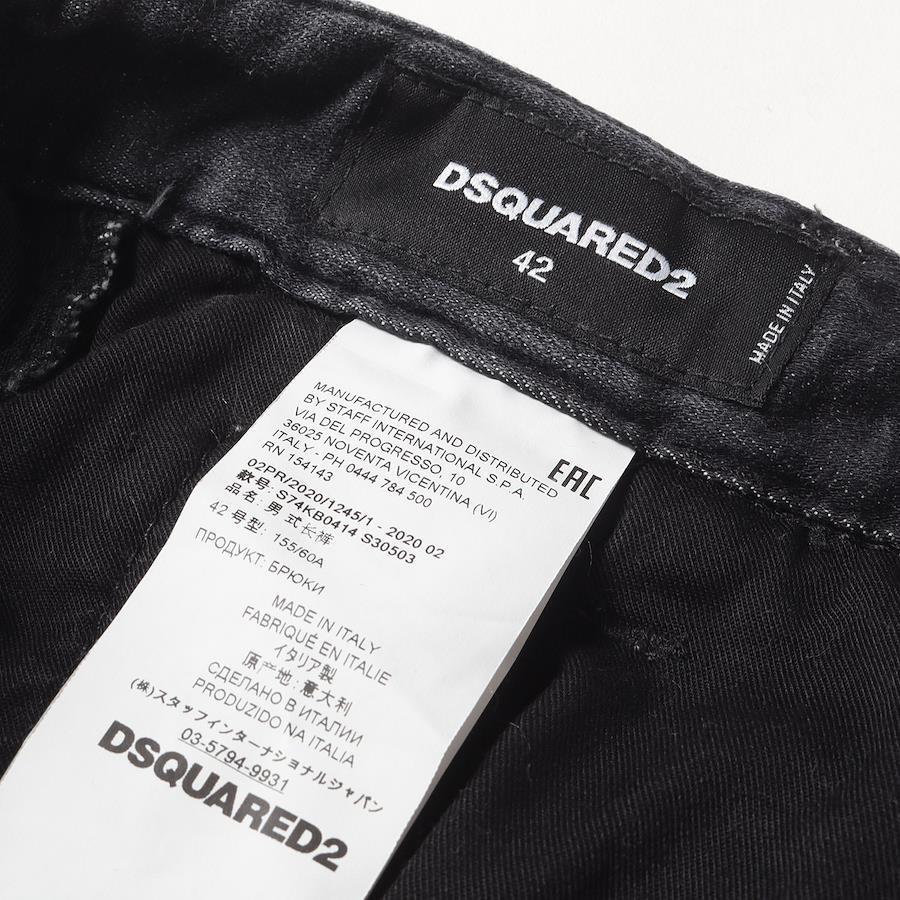 DSQUARED2
42
MADE IN ITALY
MANUFACTURED AND DISTRIBUTED
BY STAFF INTERNATIONAL S.P.A.
VIA DEL PROGRESSO, 10
36025 NOVENTA VICENTINA (VI)
ITALY - PH 0444 784 500
RN 154143
EAC
02PR/2020/1245/1 - 2020 02
款号: S74KB0414 S30503
品名: 男式长裤
42 号型: 155/60A
ПРОДУКТ: БРЮКИ
MADE IN ITALY
FABRIQUÉ EN ITALIE
イタリア製
原产地: 意大利
СДЕЛАНО В ИТАЛИИ
PRODUZIDO NA ITALIA
(株)スタッフインターナショナルジャパン
03-5794-9931
DSQUARED2